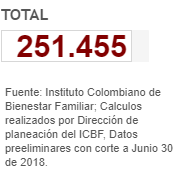 TOTAL
251.455
Fuente: Instituto Colombiano de
Bienestar Familiar; Calculos
realizados por Dirección de
planeación del ICBF, Datos
preeliminares con corte a Junio 30
de 2018.